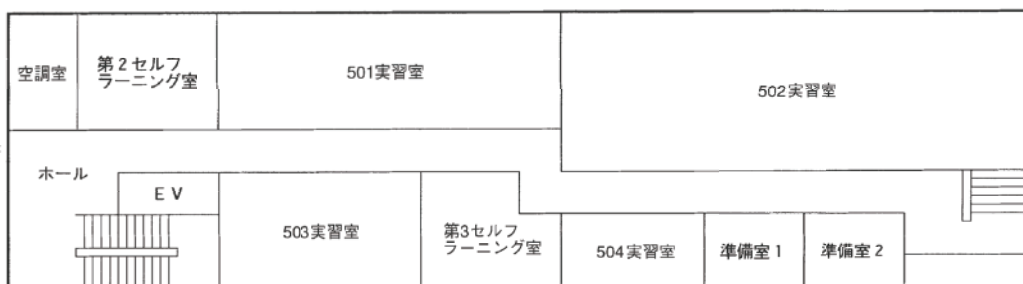 空調室
第2セルフ
ラーニング室
501実習室
502実習室
ホール
EV
503実習室
第3セルフ
ラーニング室
504実習室
準備室1
準備室2